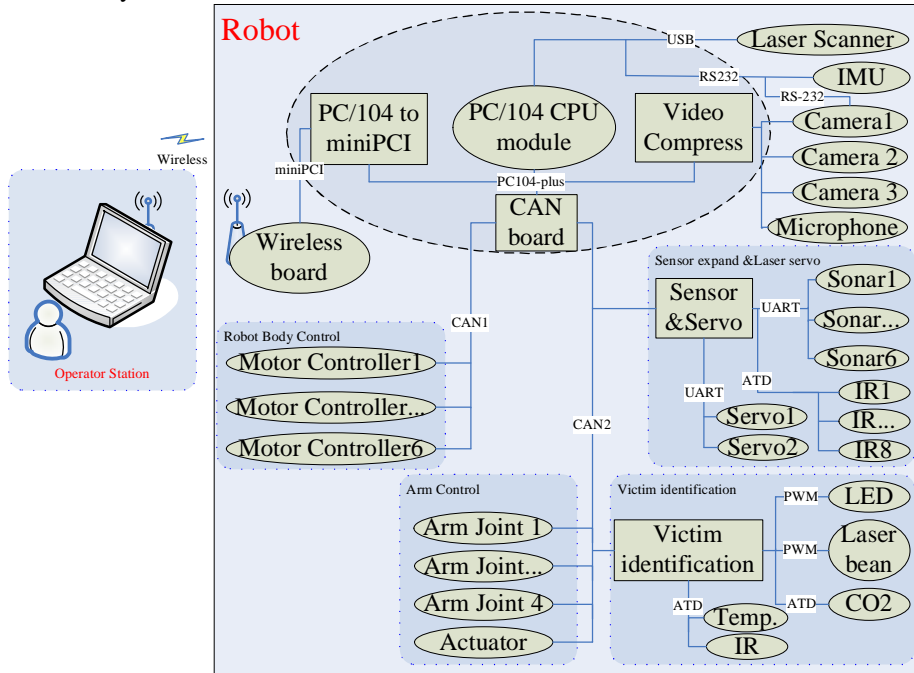 Robot
USB
Laser Scanner
RS232
IMU
RS-232
PC/104 to
miniPCI
PC/104 CPU
module
Video
Compress
Camera1
Camera 2
Camera 3
Microphone
Wireless
miniPCI
PC104-plus
CAN
board
Wireless
board
Operator Station
CAN1
Robot Body Control
Motor Controller1
Motor Controller...
Motor Controller6
Sensor expand &Laser servo
Sensor
&Servo
UART
Sonar1
Sonar...
Sonar6
ATD
IR1
IR...
IR8
UART
Servo1
Servo2
CAN2
Arm Control
Arm Joint 1
Arm Joint...
Arm Joint 4
Actuator
Victim identification
Victim
identification
PWM
LED
PWM
Laser
bean
ATD
CO2
ATD
Temp.
IR